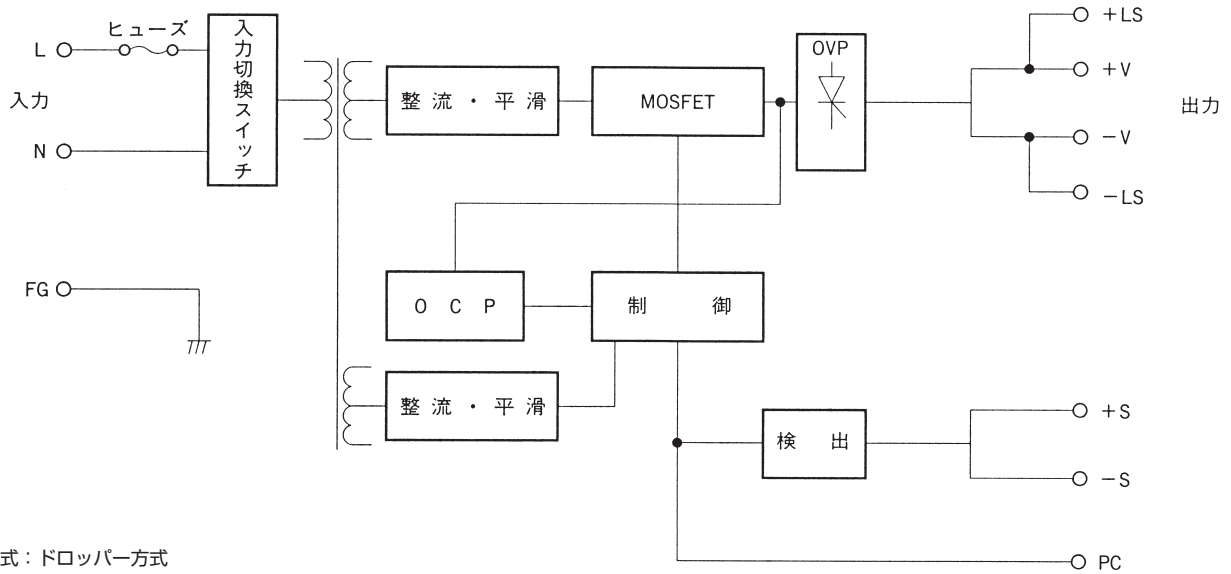 ヒューズ
L
入力
N
FG
入力切換スイッチ
整流・平滑
MOSFET
OVP
+LS
+V
出力
−V
−LS
OCP
制御
整流・平滑
検出
+S
−S
PC
式：ドロッパー方式